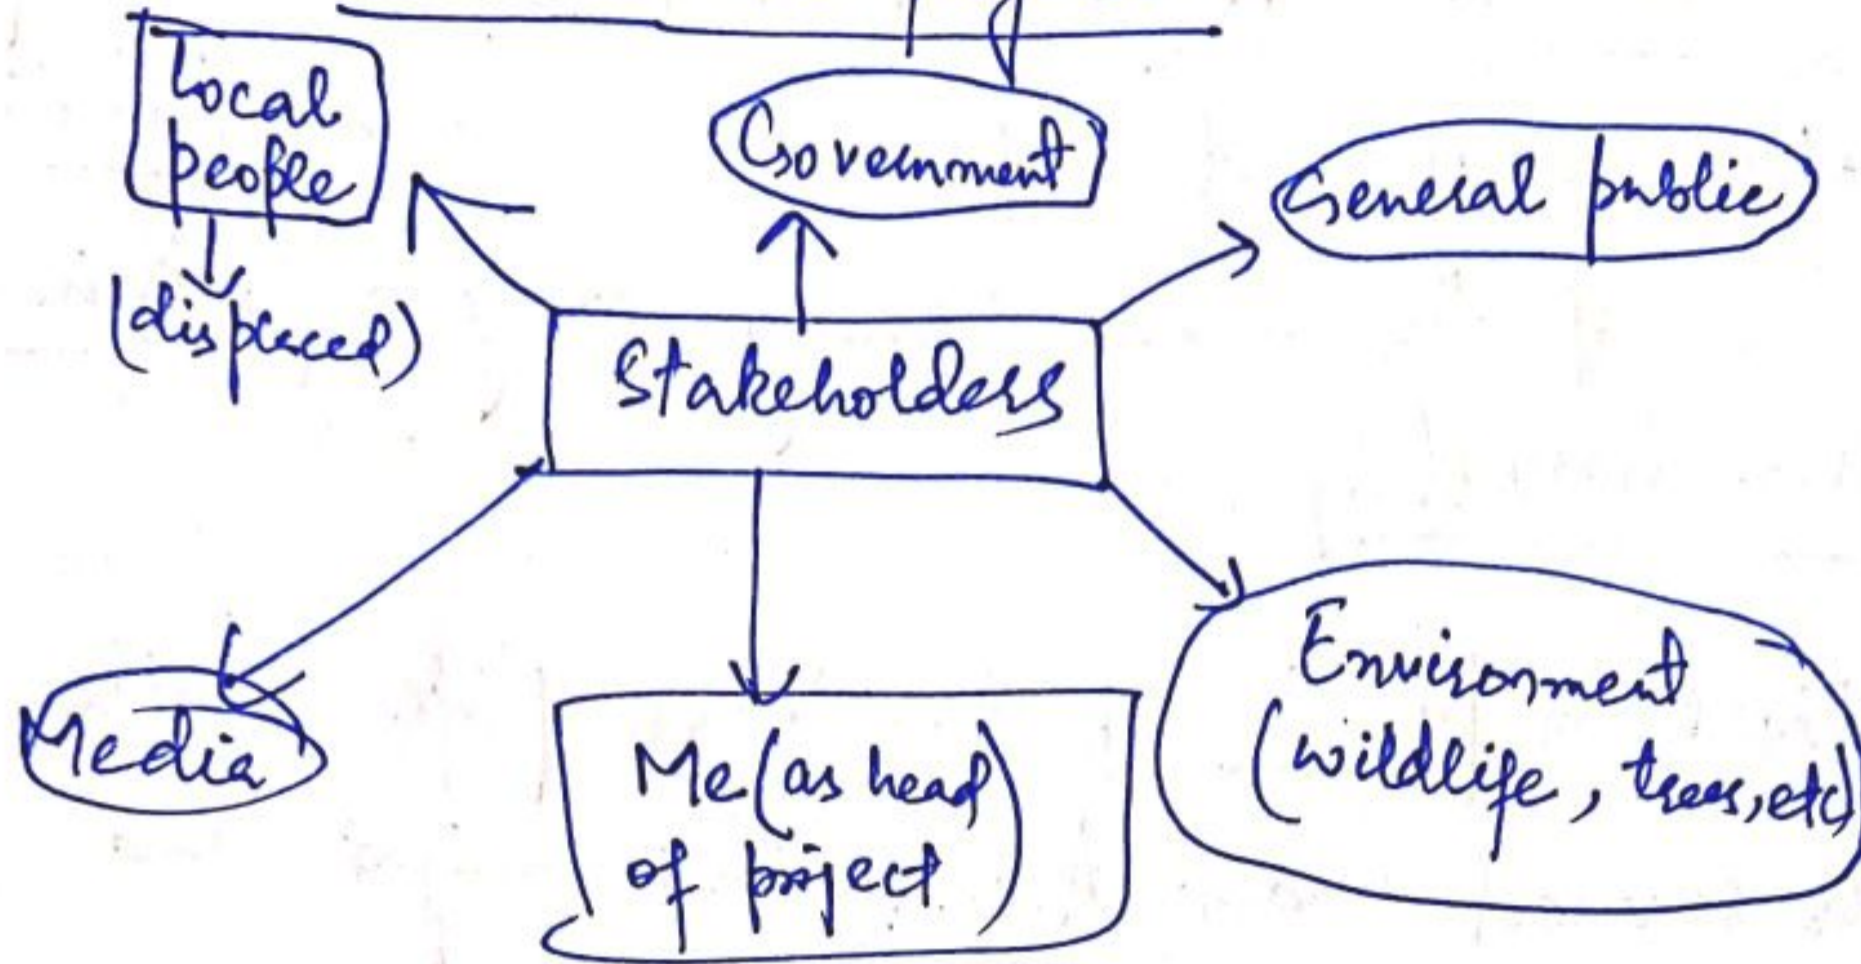 Local
people
(displaced)
Government
General public
Stakeholders
Media
Me (as head
of project)
Environment
(wildlife, trees, etc)